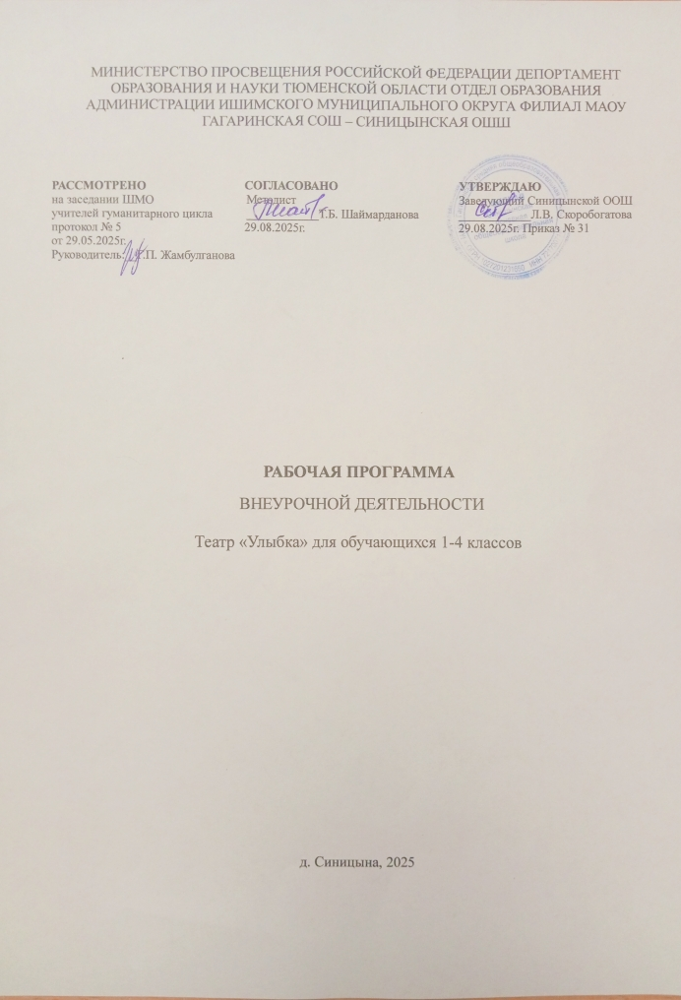 МИНИСТЕРСТВО ПРОСВЕЩЕНИЯ РОССИЙСКОЙ ФЕДЕРАЦИИ ДЕПОРТАМЕНТ
ОБРАЗОВАНИЯ И НАУКИ ТЮМЕНСКОЙ ОБЛАСТИ ОТДЕЛ ОБРАЗОВАНИЯ
АДМИНИСТРАЦИИ ИШИМСКОГО МУНИЦИПАЛЬНОГО ОКРУГА ФИЛИАЛ МАОУ
ГАГАРИНСКАЯ СОШ – СИНИЦЫНСКАЯ ОШШ
РАССМОТРЕНО
на заседании ШМО
учителей гуманитарного цикла
протокол № 5
от 29.05.2025г.
Руководитель: Г.П. Жамбулганова
СОГЛАСОВАНО
Методист
Т.Б. Шаймарданова
29.08.2025г.
УТВЕРЖДАЮ
Заведующий Синицынской ООШ
Л.В. Скоробогатова
29.08.2025г. Приказ № 31
РАБОЧАЯ ПРОГРАММА
ВНЕУРОЧНОЙ ДЕЯТЕЛЬНОСТИ
Театр «Улыбка» для обучающихся 1-4 классов
д. Синицына, 2025